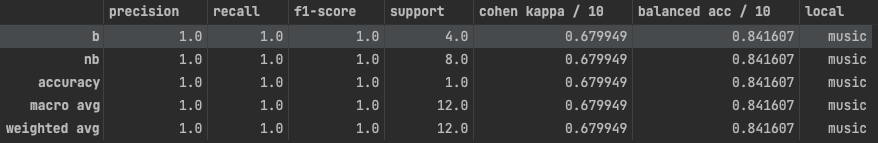 precision recall f1-score support cohen kappa / 10 balanced acc / 10 local
b 1.0 1.0 1.0 4.0 0.679949 0.841607 music
nb 1.0 1.0 1.0 8.0 0.679949 0.841607 music
accuracy 1.0 1.0 1.0 1.0 0.679949 0.841607 music
macro avg 1.0 1.0 1.0 12.0 0.679949 0.841607 music
weighted avg 1.0 1.0 1.0 12.0 0.679949 0.841607 music